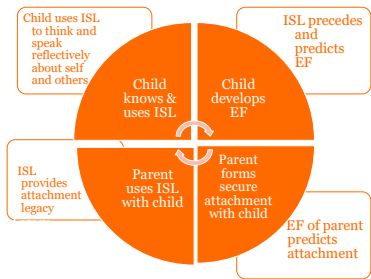 Child uses ISL
to think and
speak
reflectively
about self
and others
ISL precedes
and
predicts
EF
Child
knows &
uses ISL
Child
develops
EF
ISL
provides
attachment
legacy
Parent
uses ISL
with child
Parent
forms
secure
attachment
with child
EF of parent
predicts
attachment